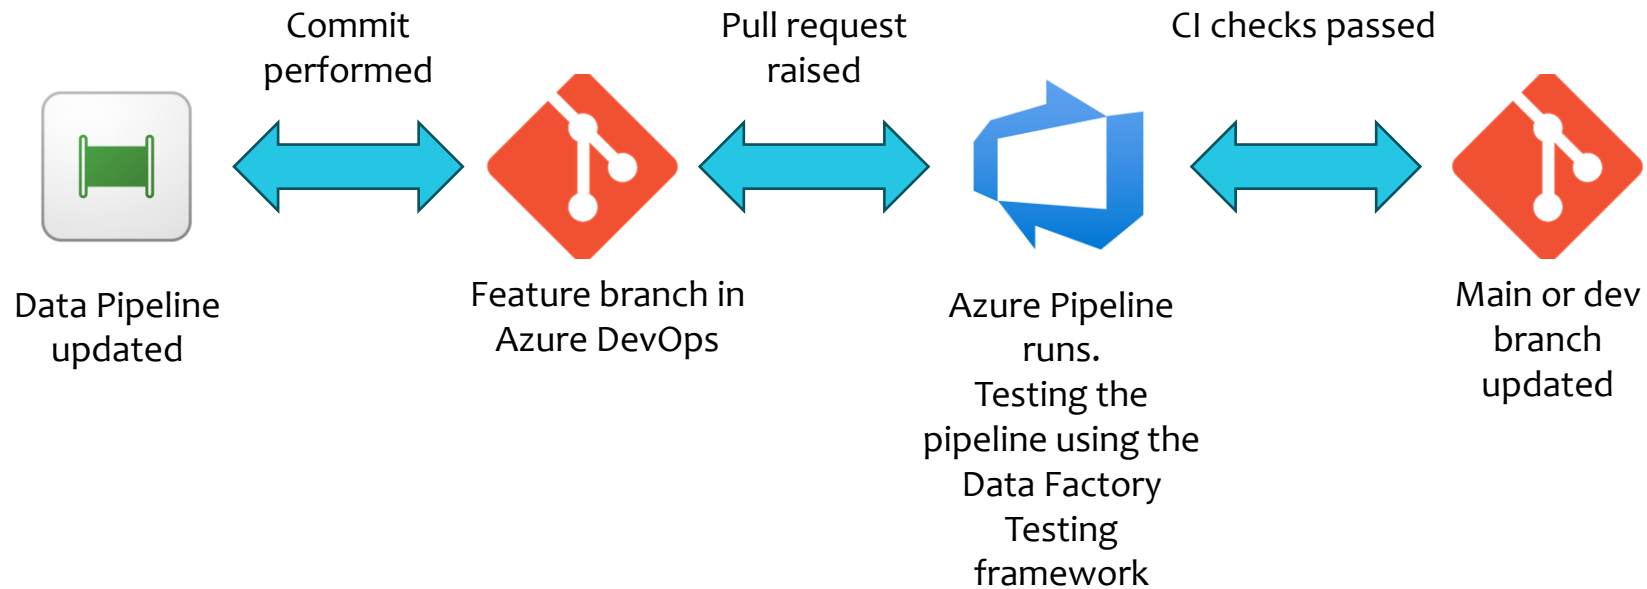 Commit
performed
Pull request
raised
CI checks passed
Data Pipeline
updated
Feature branch in
Azure DevOps
Azure Pipeline
runs.
Testing the
pipeline using the
Data Factory
Testing
framework
Main or dev
branch
updated